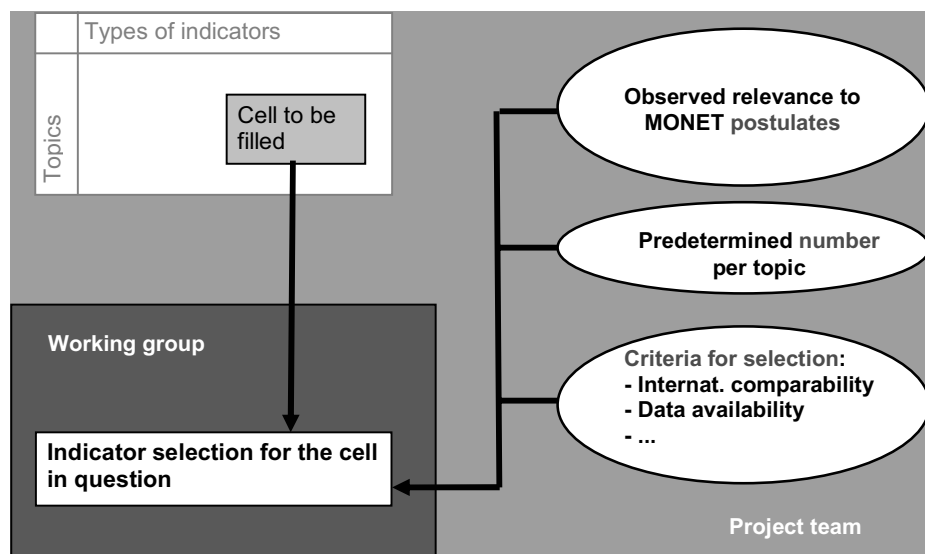 Types of indicators
Topics
Cell to be
filled
Observed relevance to
MONET postulates
Predetermined number
per topic
Working group
Criteria for selection:
- Internat. comparability
- Data availability
- ...
Indicator selection for the cell
in question
Project team